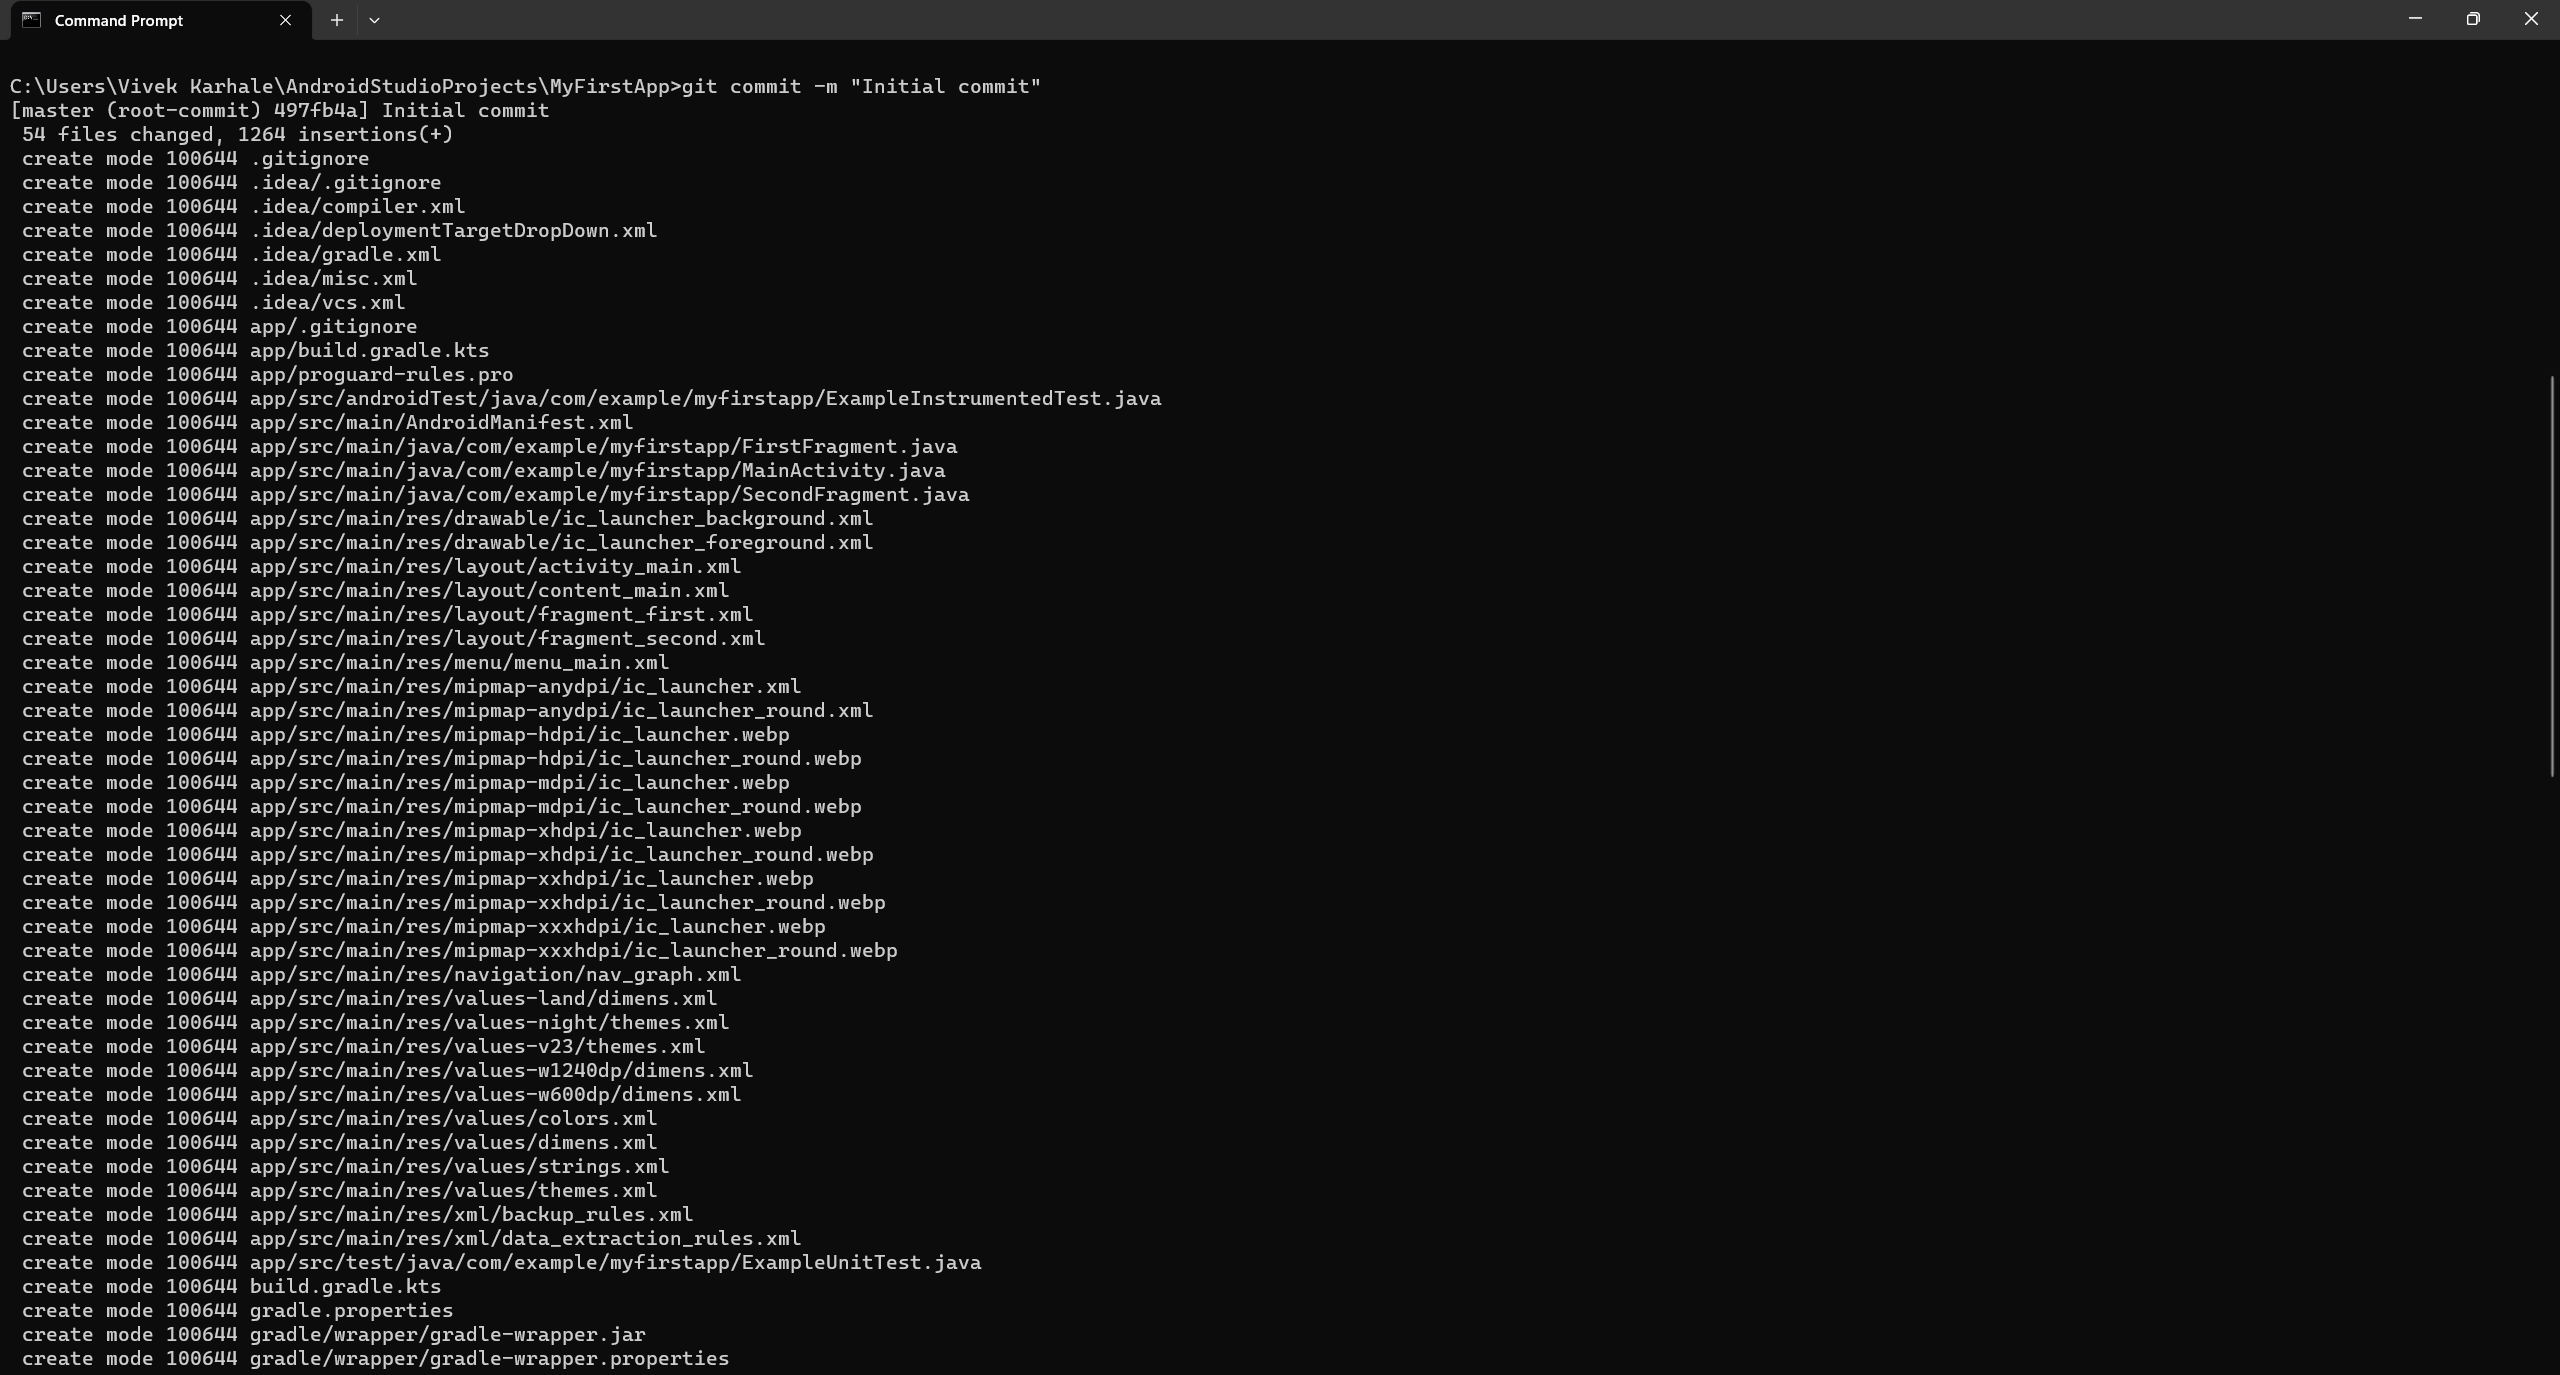 Command Prompt
C:\Users\Vivek Karhale\AndroidStudioProjects\MyFirstApp>git commit -m "Initial commit"
[master (root-commit) 497fb4a] Initial commit
 54 files changed, 1264 insertions(+)
 create mode 100644 .gitignore
 create mode 100644 .idea/.gitignore
 create mode 100644 .idea/compiler.xml
 create mode 100644 .idea/deploymentTargetDropDown.xml
 create mode 100644 .idea/gradle.xml
 create mode 100644 .idea/misc.xml
 create mode 100644 .idea/vcs.xml
 create mode 100644 app/.gitignore
 create mode 100644 app/build.gradle.kts
 create mode 100644 app/proguard-rules.pro
 create mode 100644 app/src/androidTest/java/com/example/myfirstapp/ExampleInstrumentedTest.java
 create mode 100644 app/src/main/AndroidManifest.xml
 create mode 100644 app/src/main/java/com/example/myfirstapp/FirstFragment.java
 create mode 100644 app/src/main/java/com/example/myfirstapp/MainActivity.java
 create mode 100644 app/src/main/java/com/example/myfirstapp/SecondFragment.java
 create mode 100644 app/src/main/res/drawable/ic_launcher_background.xml
 create mode 100644 app/src/main/res/drawable/ic_launcher_foreground.xml
 create mode 100644 app/src/main/res/layout/activity_main.xml
 create mode 100644 app/src/main/res/layout/content_main.xml
 create mode 100644 app/src/main/res/layout/fragment_first.xml
 create mode 100644 app/src/main/res/layout/fragment_second.xml
 create mode 100644 app/src/main/res/menu/menu_main.xml
 create mode 100644 app/src/main/res/mipmap-anydpi/ic_launcher.xml
 create mode 100644 app/src/main/res/mipmap-anydpi/ic_launcher_round.xml
 create mode 100644 app/src/main/res/mipmap-hdpi/ic_launcher.webp
 create mode 100644 app/src/main/res/mipmap-hdpi/ic_launcher_round.webp
 create mode 100644 app/src/main/res/mipmap-mdpi/ic_launcher.webp
 create mode 100644 app/src/main/res/mipmap-mdpi/ic_launcher_round.webp
 create mode 100644 app/src/main/res/mipmap-xhdpi/ic_launcher.webp
 create mode 100644 app/src/main/res/mipmap-xhdpi/ic_launcher_round.webp
 create mode 100644 app/src/main/res/mipmap-xxhdpi/ic_launcher.webp
 create mode 100644 app/src/main/res/mipmap-xxhdpi/ic_launcher_round.webp
 create mode 100644 app/src/main/res/mipmap-xxxhdpi/ic_launcher.webp
 create mode 100644 app/src/main/res/mipmap-xxxhdpi/ic_launcher_round.webp
 create mode 100644 app/src/main/res/navigation/nav_graph.xml
 create mode 100644 app/src/main/res/values-land/dimens.xml
 create mode 100644 app/src/main/res/values-night/themes.xml
 create mode 100644 app/src/main/res/values-v23/themes.xml
 create mode 100644 app/src/main/res/values-w1240dp/dimens.xml
 create mode 100644 app/src/main/res/values-w600dp/dimens.xml
 create mode 100644 app/src/main/res/values/colors.xml
 create mode 100644 app/src/main/res/values/dimens.xml
 create mode 100644 app/src/main/res/values/strings.xml
 create mode 100644 app/src/main/res/values/themes.xml
 create mode 100644 app/src/main/res/xml/backup_rules.xml
 create mode 100644 app/src/main/res/xml/data_extraction_rules.xml
 create mode 100644 app/src/test/java/com/example/myfirstapp/ExampleUnitTest.java
 create mode 100644 build.gradle.kts
 create mode 100644 gradle.properties
 create mode 100644 gradle/wrapper/gradle-wrapper.jar
 create mode 100644 gradle/wrapper/gradle-wrapper.properties